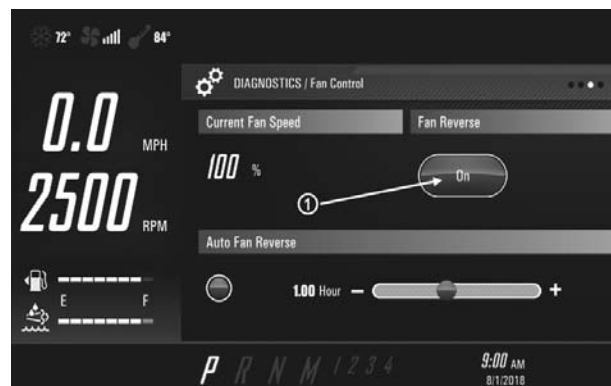 72° 84°
DIAGNOSTICS / Fan Control
0.0 MPH
2500 RPM
Current Fan Speed Fan Reverse
100 % On
1
Auto Fan Reverse
1.00 Hour - +
E F
P R N M 1 2 3 4
9:00 AM
8/1/2018